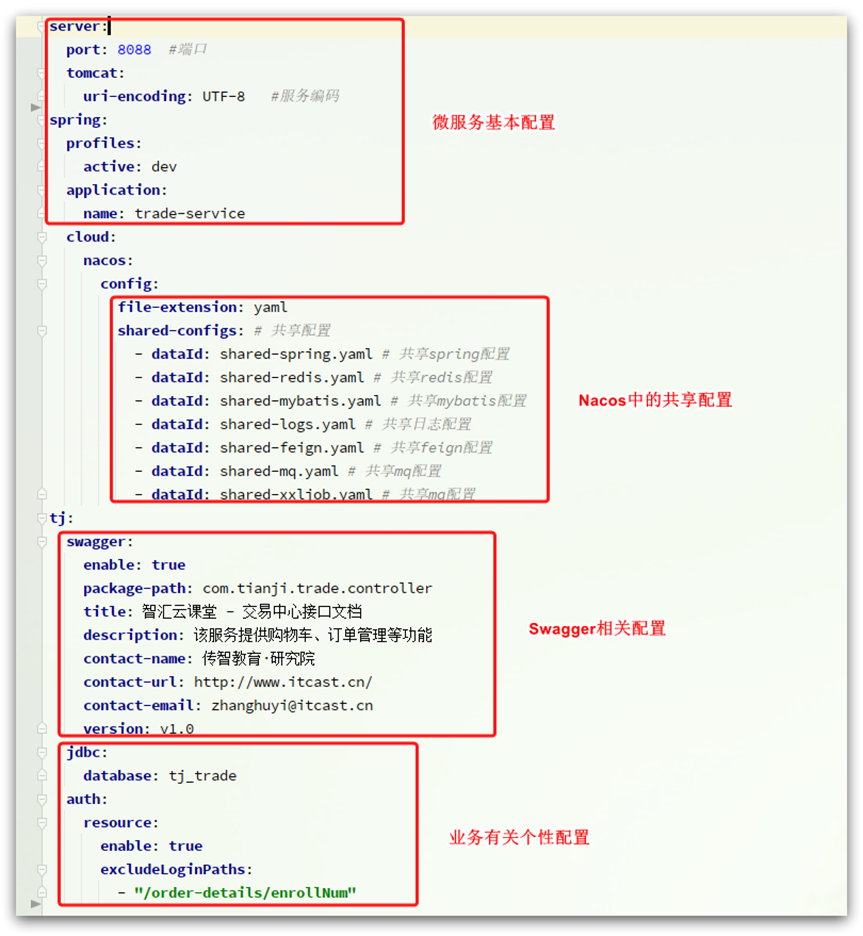 server:
  port: 8088  #端口
  tomcat:
    uri-encoding: UTF-8   #服务编码
微服务基本配置
spring:
  profiles:
    active: dev
  application:
    name: trade-service
  cloud:
    nacos:
      config:
        file-extension: yaml
        shared-configs: # 共享配置
          - dataId: shared-spring.yaml # 共享spring配置
          - dataId: shared-redis.yaml # 共享redis配置
          - dataId: shared-mybatis.yaml # 共享mybatis配置
Nacos中的共享配置
          - dataId: shared-logs.yaml # 共享日志配置
          - dataId: shared-feign.yaml # 共享feign配置
          - dataId: shared-mq.yaml # 共享mq配置
          - dataId: shared-xxljob.yaml # 共享mq配置
tj:
  swagger:
    enable: true
    package-path: com.tianji.trade.controller
    title: 智汇云课堂 - 交易中心接口文档
    description: 该服务提供购物车、订单管理等功能
Swagger相关配置
    contact-name: 传智教育·研究院
    contact-url: http://www.itcast.cn/
    contact-email: zhanghuyi@itcast.cn
    version: v1.0
  jdbc:
    database: tj_trade
  auth:
    resource:
业务有关个性配置
      enable: true
      excludeLoginPaths:
        - "/order-details/enrollNum"